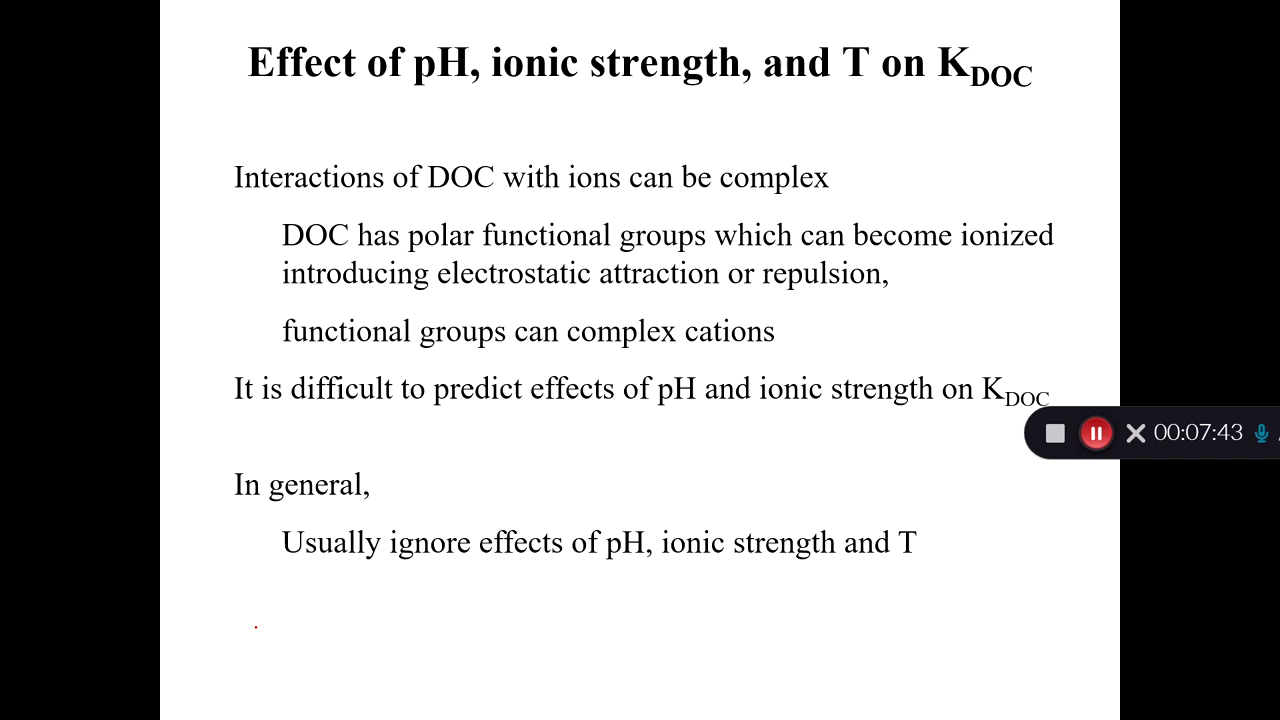 Effect of pH, ionic strength, and T on KDOC
Interactions of DOC with ions can be complex
DOC has polar functional groups which can become ionized
introducing electrostatic attraction or repulsion,
functional groups can complex cations
It is difficult to predict effects of pH and ionic strength on KDOC
00:07:43
In general,
Usually ignore effects of pH, ionic strength and T